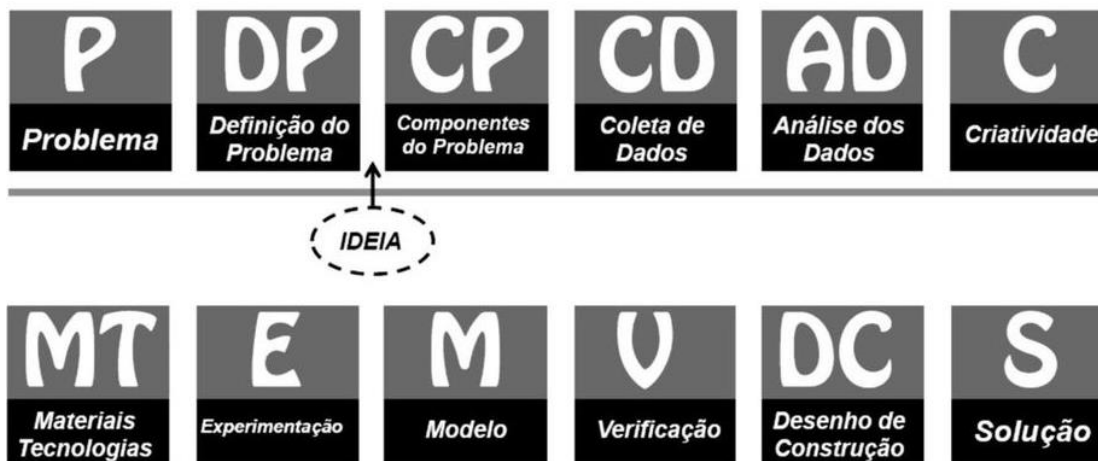 P
DP
CP
CD
AD
C
Problema
Definição do
Problema
Componentes
do Problema
Coleta de
Dados
Análise dos
Dados
Criatividade
IDEIA
MT
E
M
V
DC
S
Materiais
Tecnologias
Experimentação
Modelo
Verificação
Desenho de
Construção
Solução